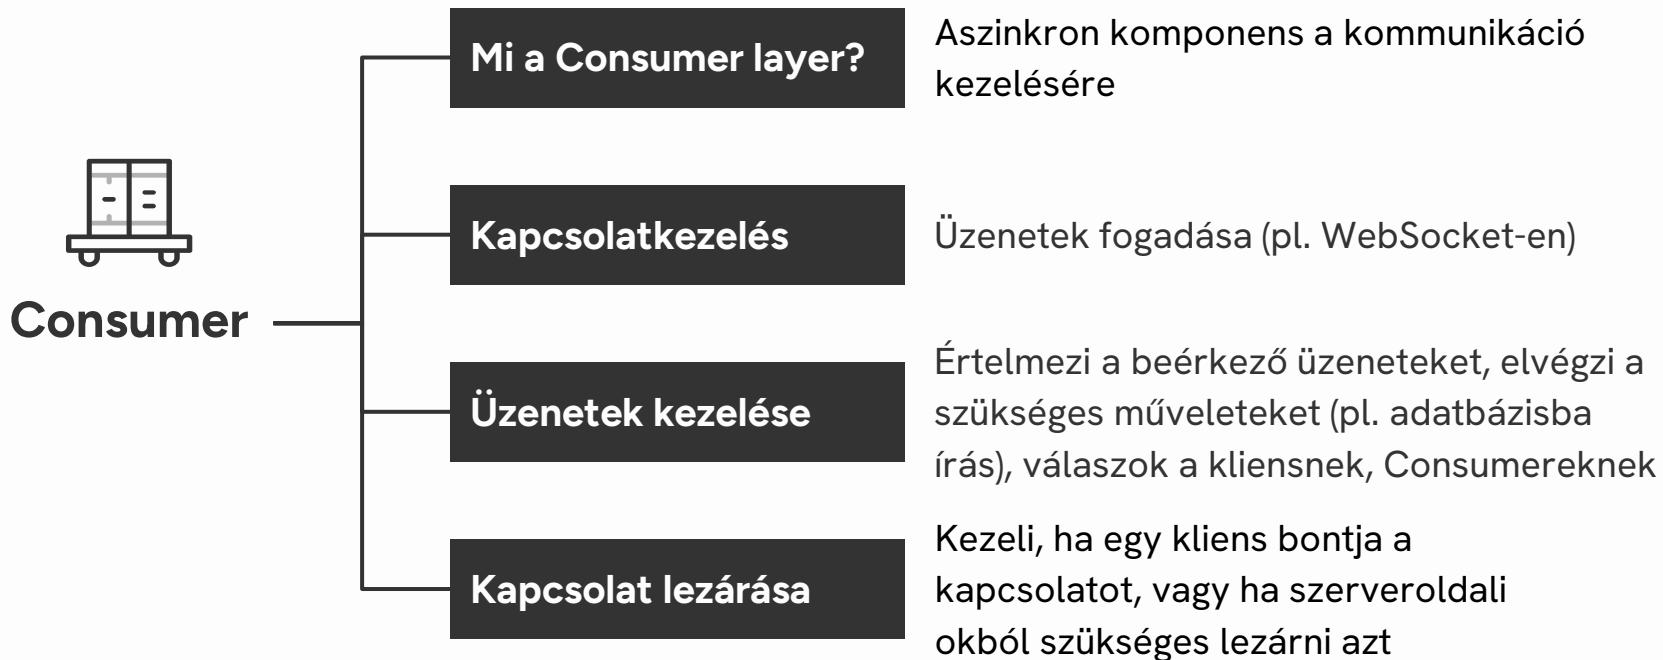 Consumer
Mi a Consumer layer?
Aszinkron komponens a kommunikáció
kezelésére
Kapcsolatkezelés
Üzenetek fogadása (pl. WebSocket-en)
Üzenetek kezelése
Értelmezi a beérkező üzeneteket, elvégzi a
szükséges műveleteket (pl. adatbázisba
írás), válaszok a kliensnek, Consumereknek
Kapcsolat lezárása
Kezeli, ha egy kliens bontja a
kapcsolatot, vagy ha szerveroldali
okból szükséges lezárni azt